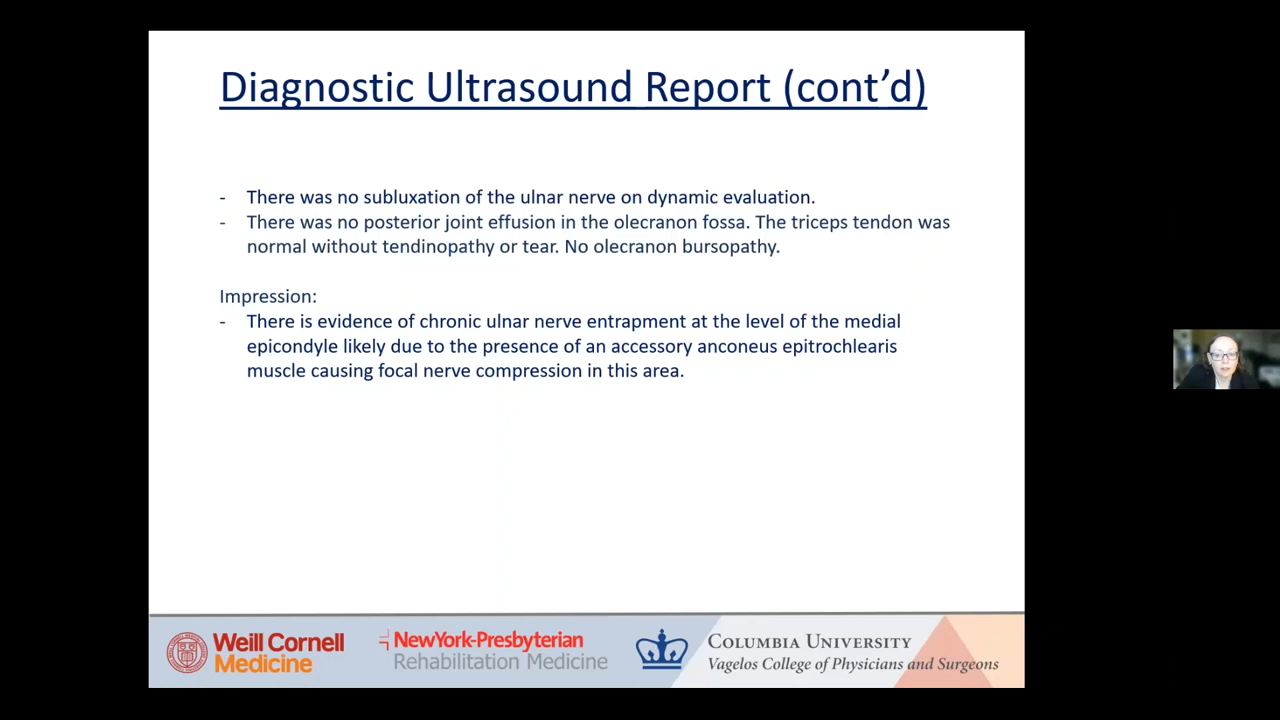 Diagnostic Ultrasound Report (cont’d)
- There was no subluxation of the ulnar nerve on dynamic evaluation.
- There was no posterior joint effusion in the olecranon fossa. The triceps tendon was
normal without tendinopathy or tear. No olecranon bursopathy.
Impression:
- There is evidence of chronic ulnar nerve entrapment at the level of the medial
epicondyle likely due to the presence of an accessory anconeus epitrochlearis
muscle causing focal nerve compression in this area.
Weill Cornell
Medicine
NewYork-Presbyterian
Rehabilitation Medicine
COLUMBIA UNIVERSITY
Vagelos College of Physicians and Surgeons